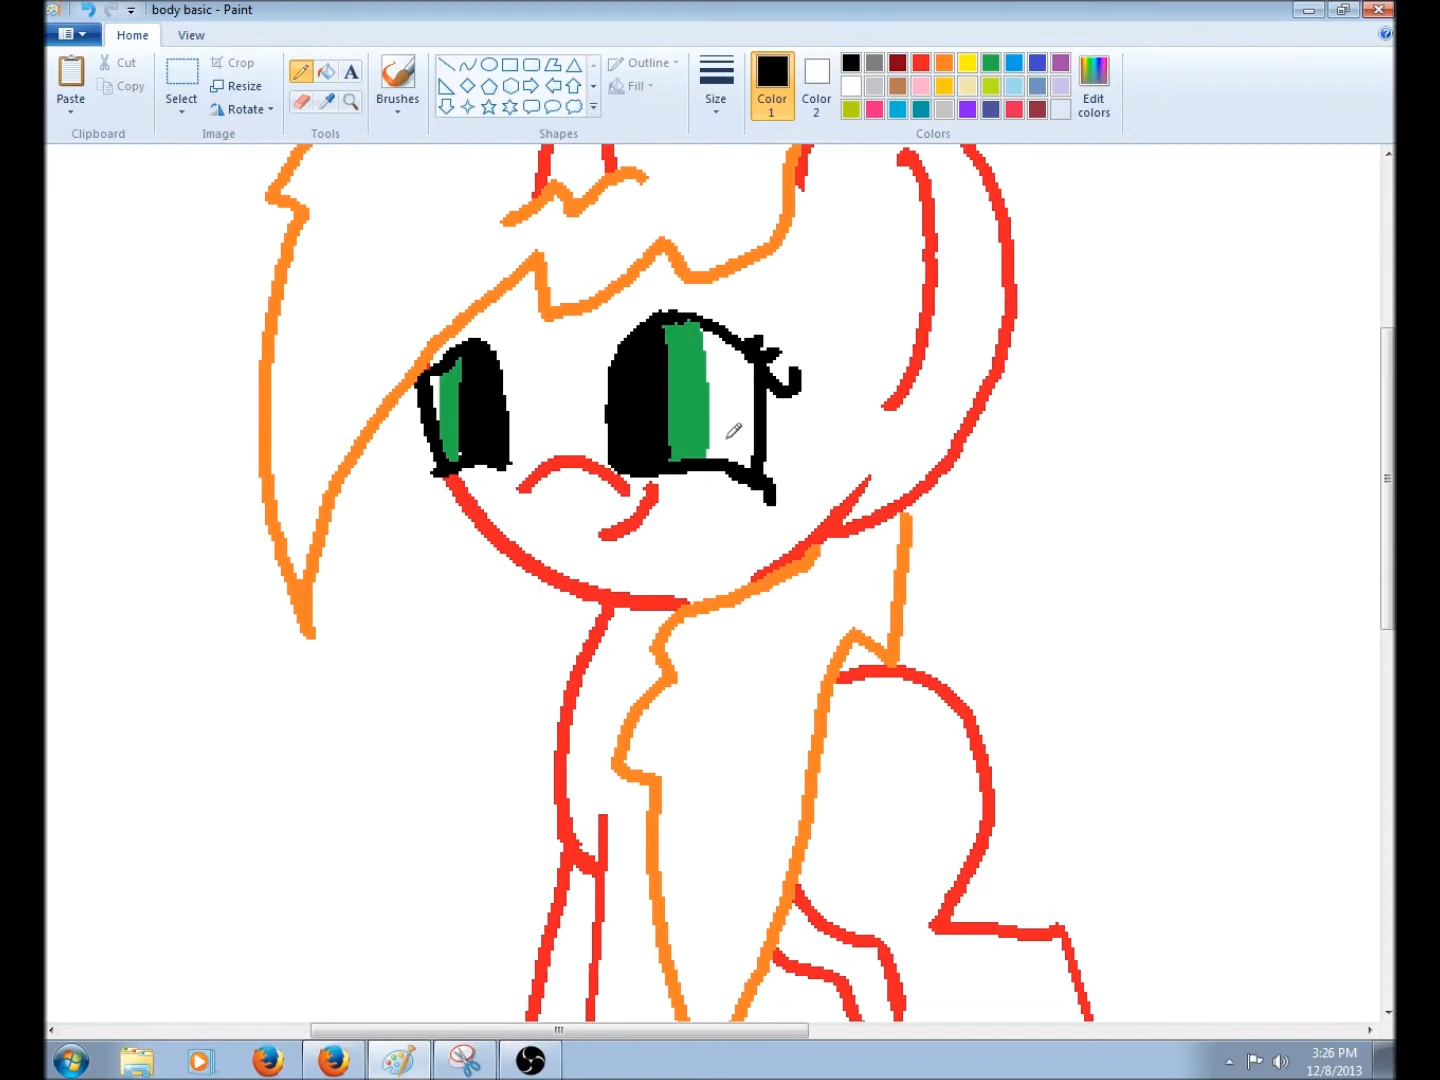 body basic - Paint
Home View
Paste
Cut
Copy
Clipboard
Select
Crop
Resize
Rotate
Image
A
Tools
Brushes
Outline
Fill
Shapes
Size
Color 1
Color 2
Edit colors
Colors
3:26 PM
12/8/2013